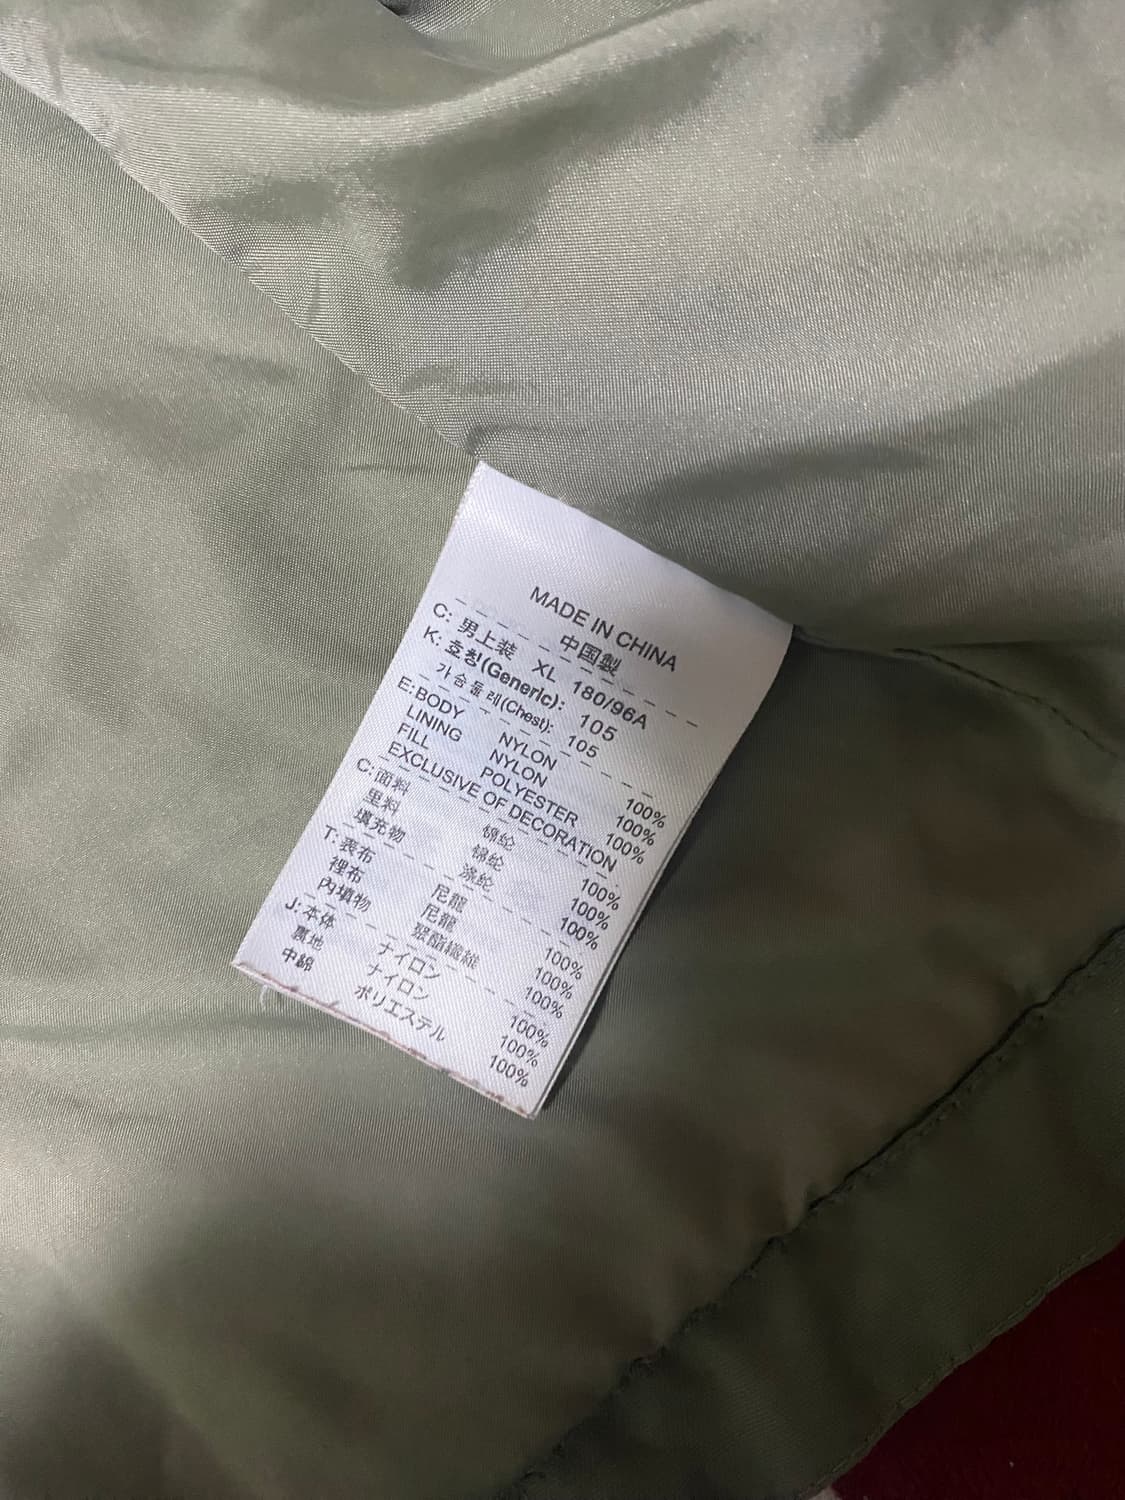 MADE IN CHINA
中国製
C: 男上装 XL 180/96A
K: 호칭(Generic): 105
가슴둘레(Chest): 105
E: BODY NYLON 100%
LINING NYLON 100%
FILL POLYESTER 100%
EXCLUSIVE OF DECORATION
C: 面料 锦纶 100%
里料 锦纶 100%
填充物 涤纶 100%
T: 表布 尼龍 100%
裡布 尼龍 100%
內填物 聚酯纖維 100%
J: 本体 ナイロン 100%
裏地 ナイロン 100%
中綿 ポリエステル 100%